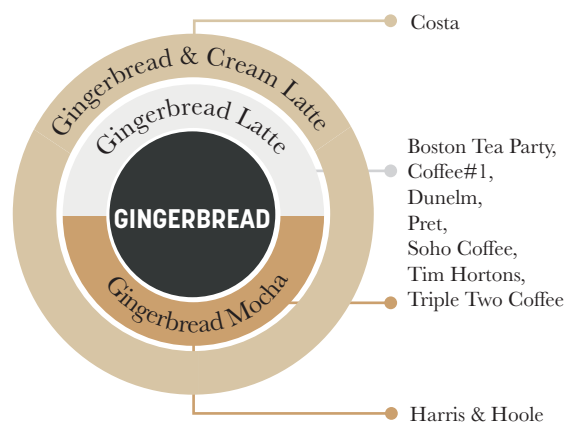 Costa
Gingerbread & Cream Latte
Gingerbread Latte
GINGERBREAD
Gingerbread Mocha
Boston Tea Party,
Coffee#1,
Dunelm,
Pret,
Soho Coffee,
Tim Hortons,
Triple Two Coffee
Harris & Hoole